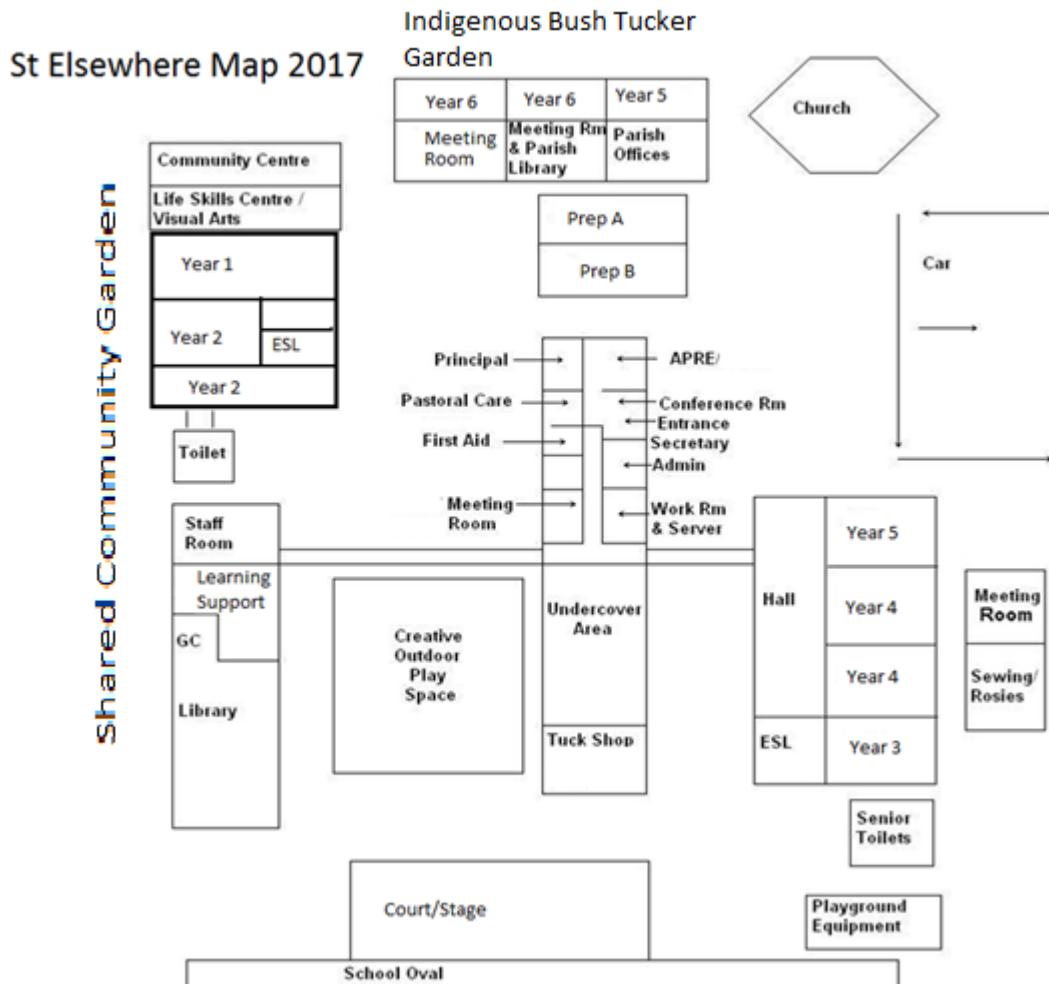 Indigenous Bush Tucker
Garden
St Elsewhere Map 2017
Year 6
Year 6
Year 5
Meeting
Room
Meeting Rm
& Parish
Library
Parish
Offices
Church
Community Centre
Life Skills Centre /
Visual Arts
Year 1
Year 2
ESL
Year 2
Toilet
Shared Community Garden
Prep A
Prep B
Car
Principal
APRE/
Pastoral Care
Conference Rm
Entrance
First Aid
Secretary
Admin
Meeting
Room
Work Rm
& Server
Staff
Room
Learning
Support
GC
Library
Creative
Outdoor
Play
Space
Undercover
Area
Tuck Shop
Hall
ESL
Year 5
Year 4
Year 4
Year 3
Meeting
Room
Sewing/
Rosies
Senior
Toilets
Playground
Equipment
Court/Stage
School Oval